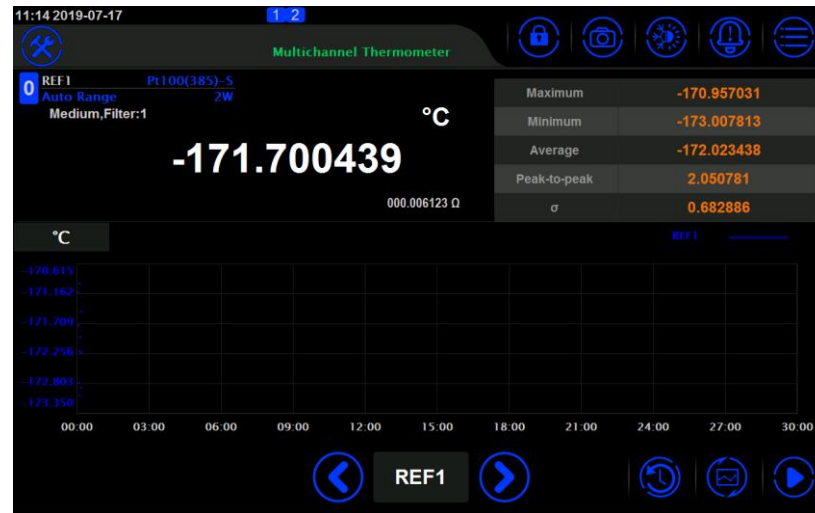 11:14 2019-07-17
1 2
Multichannel Thermometer
0
REF1 Pt100(385)-S
Auto Range 2W
Medium,Filter:1
°C
-171.700439
000.006123 Ω
Maximum -170.957031
Minimum -173.007813
Average -172.023438
Peak-to-peak 2.050781
σ 0.682886
°C
REF1
-170.615
-171.162
-171.709
-172.256
-172.803
-173.350
00:00 03:00 06:00 09:00 12:00 15:00 18:00 21:00 24:00 27:00 30:00
REF1